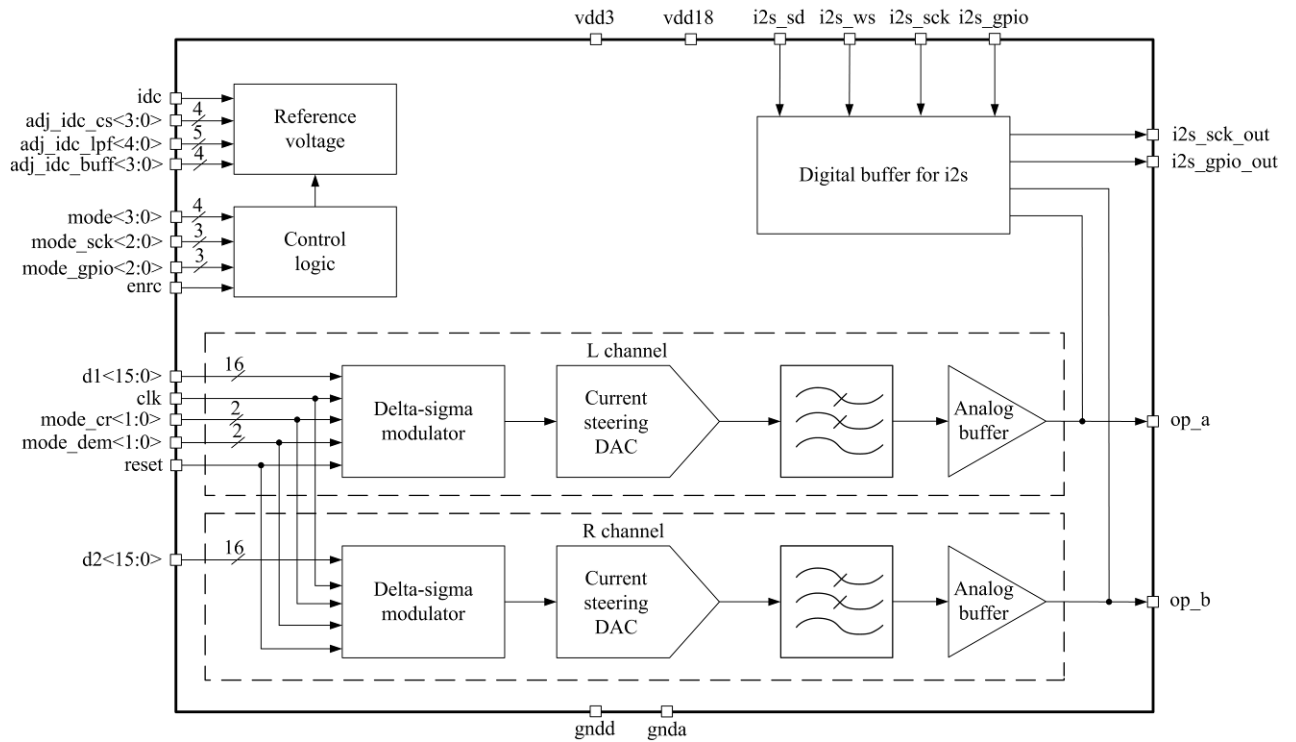 vdd3
vdd18
i2s_sd
i2s_ws
i2s_sck
i2s_gpio
idc
adj_idc_cs<3:0>
4
adj_idc_lpf<4:0>
5
adj_idc_buff<3:0>
4
Reference
voltage
Digital buffer for i2s
i2s_sck_out
i2s_gpio_out
mode<3:0>
4
mode_sck<2:0>
3
mode_gpio<2:0>
3
enrc
Control
logic
L channel
d1<15:0>
16
clk
mode_cr<1:0>
2
mode_dem<1:0>
2
reset
Delta-sigma
modulator
Current
steering
DAC
Analog
buffer
op_a
R channel
d2<15:0>
16
Delta-sigma
modulator
Current
steering
DAC
Analog
buffer
op_b
gndd
gnda